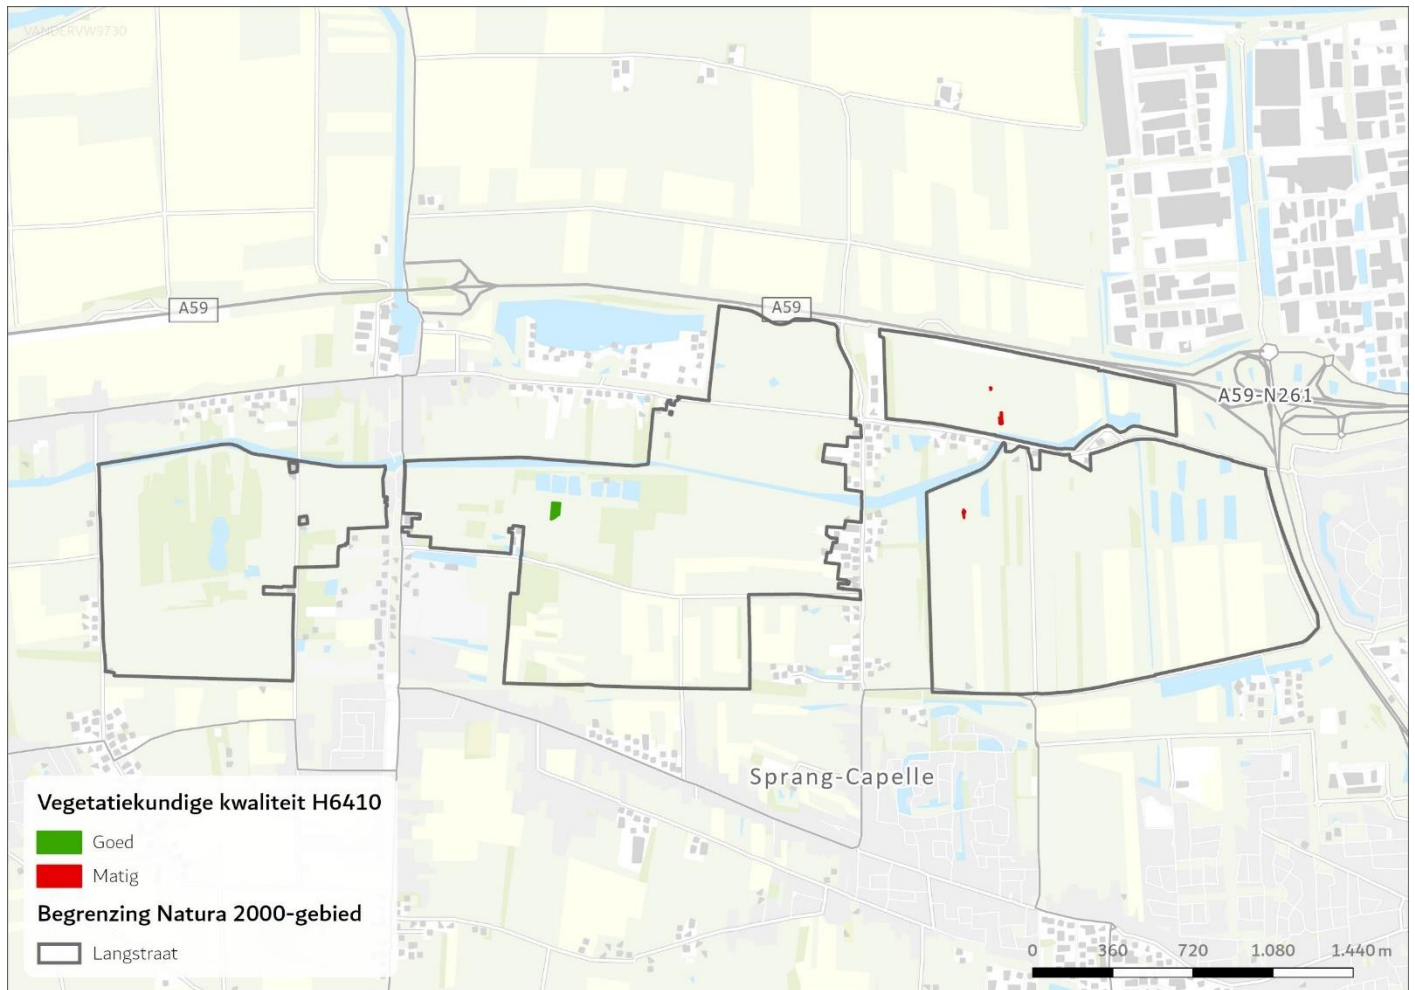 VANDERVW9730
A59
A59
A59-N261
Sprang-Capelle
Vegetatiekundige kwaliteit H6410
Goed
Matig
Begrenzing Natura 2000-gebied
Langstraat
0 360 720 1.080 1.440 m